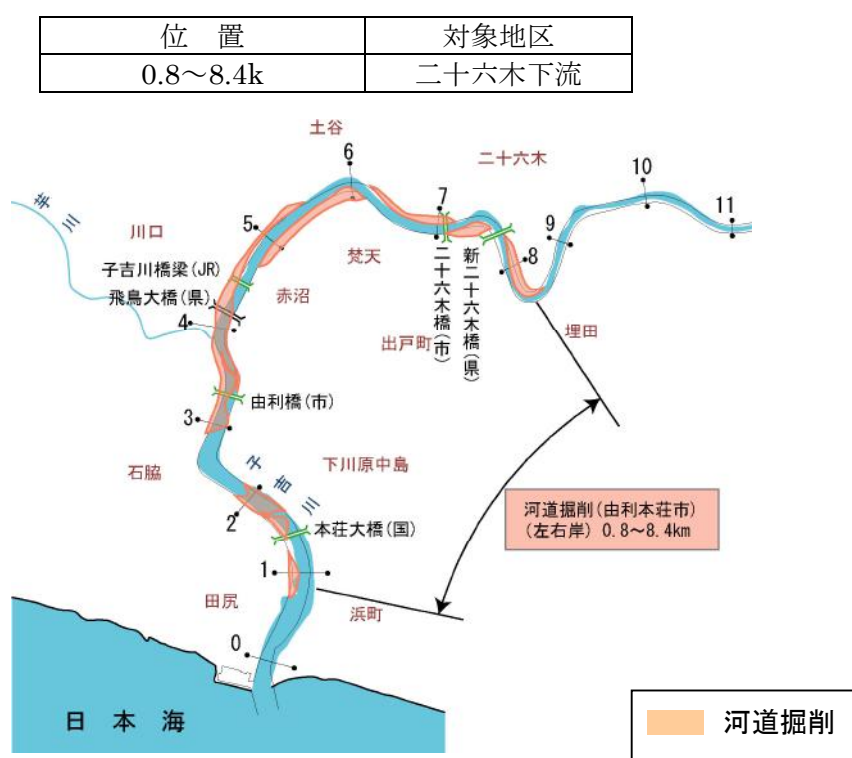 位 置 対象地区
0.8～8.4k 二十六木下流
土谷
6
二十六木
10
7
11
芋川
川口
5
9
8
梵天
子吉川橋梁(JR)
飛鳥大橋(県)
赤沼
4
二十六木橋(市)
新二十六木橋(県)
出戸町
埋田
由利橋(市)
3
石脇
子吉川
下川原中島
2
本荘大橋(国)
河道掘削(由利本荘市)
(左右岸) 0.8～8.4km
1
田尻
浜町
0
日本海
河道掘削